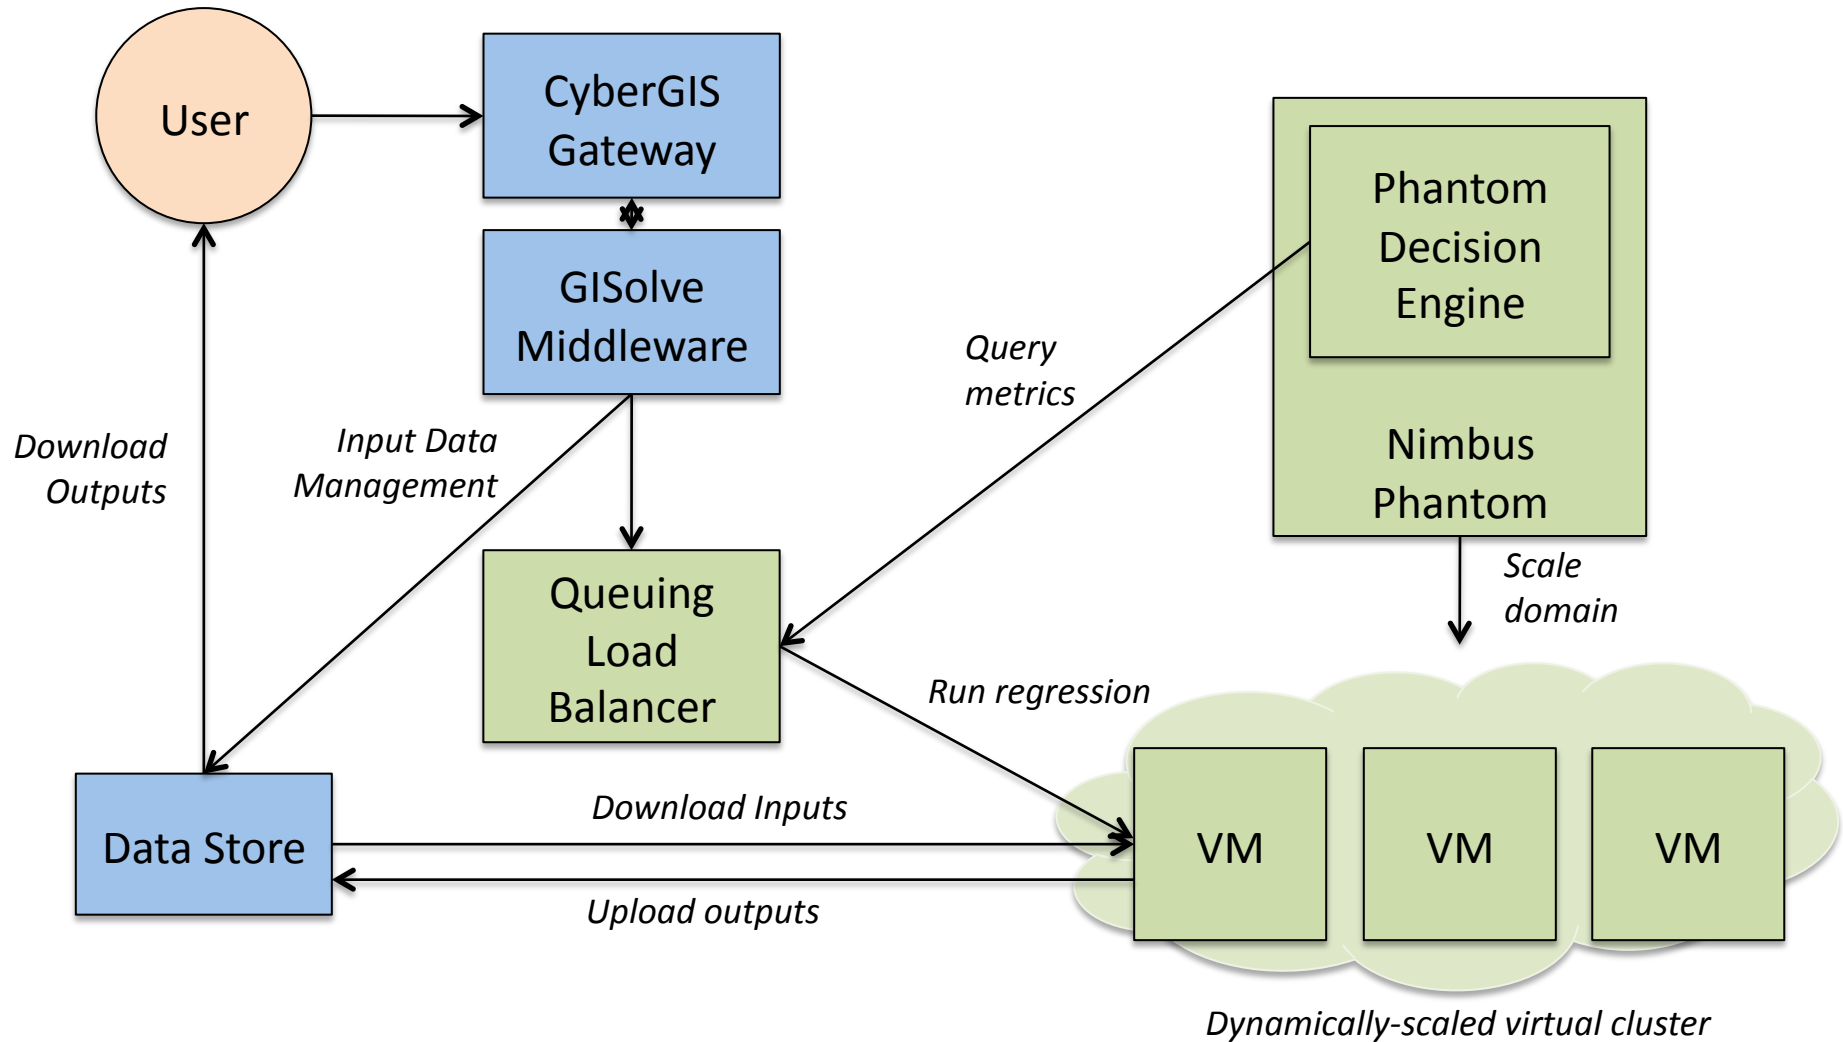 User
CyberGIS
Gateway
GISolve
Middleware
Phantom
Decision
Engine
Nimbus
Phantom
Query
metrics
Download
Outputs
Input Data
Management
Scale
domain
Queuing
Load
Balancer
Run regression
Data Store
Download Inputs
Upload outputs
VM
VM
VM
Dynamically-scaled virtual cluster